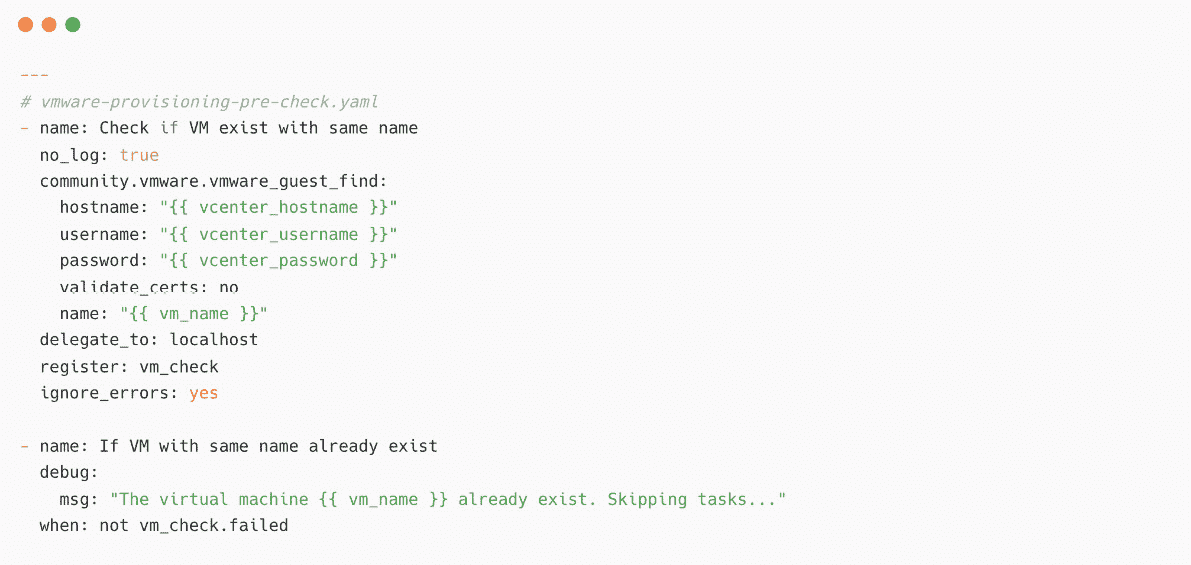 ---
# vmware-provisioning-pre-check.yaml
- name: Check if VM exist with same name
  no_log: true
  community.vmware.vmware_guest_find:
    hostname: "{{ vcenter_hostname }}"
    username: "{{ vcenter_username }}"
    password: "{{ vcenter_password }}"
    validate_certs: no
    name: "{{ vm_name }}"
  delegate_to: localhost
  register: vm_check
  ignore_errors: yes

- name: If VM with same name already exist
  debug:
    msg: "The virtual machine {{ vm_name }} already exist. Skipping tasks..."
  when: not vm_check.failed